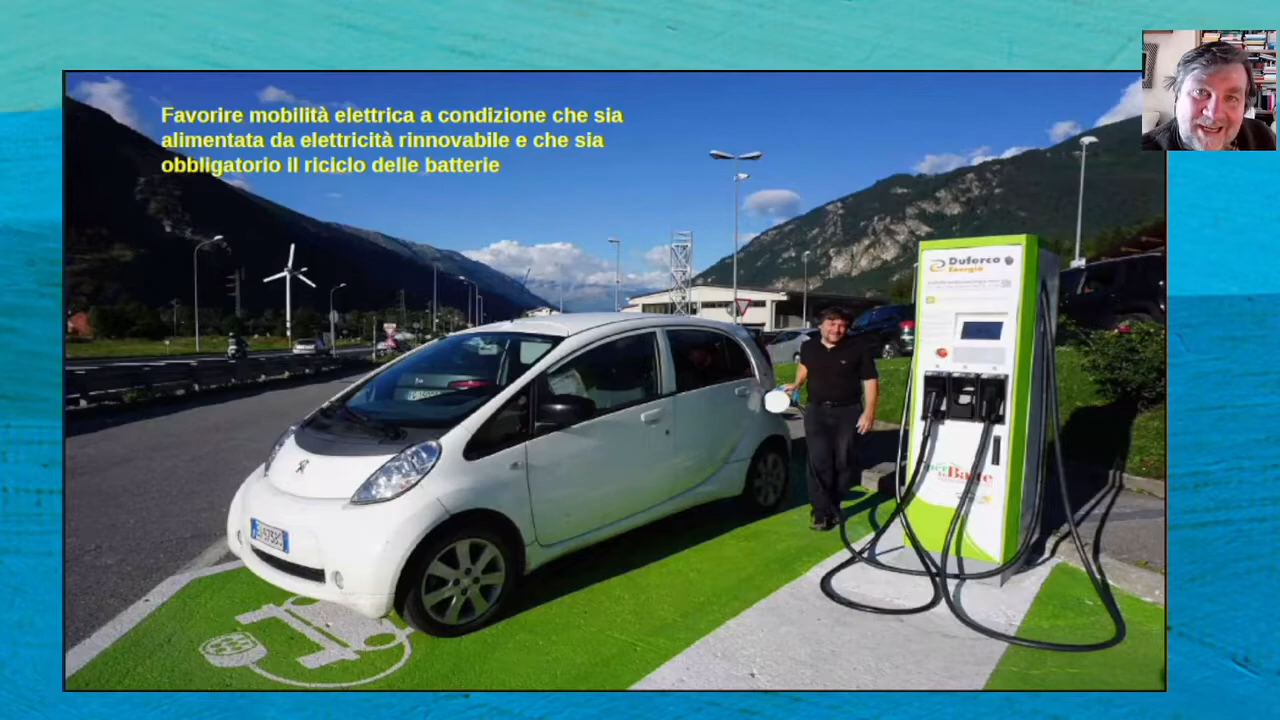 Favorire mobilità elettrica a condizione che sia
alimentata da elettricità rinnovabile e che sia
obbligatorio il riciclo delle batterie
Duferco
Energia